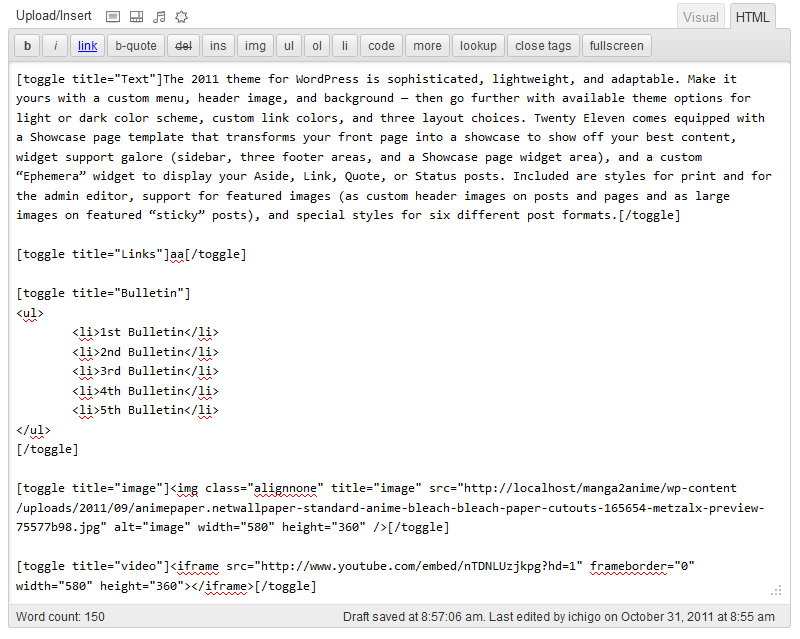 Upload/Insert
Visual HTML
b i link b-quote del ins img ul ol li code more lookup close tags fullscreen
[toggle title="Text"]The 2011 theme for WordPress is sophisticated, lightweight, and adaptable. Make it
yours with a custom menu, header image, and background — then go further with available theme options for
light or dark color scheme, custom link colors, and three layout choices. Twenty Eleven comes equipped with
a Showcase page template that transforms your front page into a showcase to show off your best content,
widget support galore (sidebar, three footer areas, and a Showcase page widget area), and a custom
“Ephemera” widget to display your Aside, Link, Quote, or Status posts. Included are styles for print and for
the admin editor, support for featured images (as custom header images on posts and pages and as large
images on featured “sticky” posts), and special styles for six different post formats.[/toggle]
[toggle title="Links"]aa[/toggle]
[toggle title="Bulletin"]
<ul>
<li>1st Bulletin</li>
<li>2nd Bulletin</li>
<li>3rd Bulletin</li>
<li>4th Bulletin</li>
<li>5th Bulletin</li>
</ul>
[/toggle]
[toggle title="image"]<img class="alignnone" title="image" src="http://localhost/manga2anime/wp-content
/uploads/2011/09/animepaper.netwallpaper-standard-anime-bleach-bleach-paper-cutouts-165654-metzalx-preview-
75577b98.jpg" alt="image" width="580" height="360" />[/toggle]
[toggle title="video"]<iframe src="http://www.youtube.com/embed/nTDNLUzjkpg?hd=1" frameborder="0"
width="580" height="360"></iframe>[/toggle]
Word count: 150
Draft saved at 8:57:06 am. Last edited by ichigo on October 31, 2011 at 8:55 am